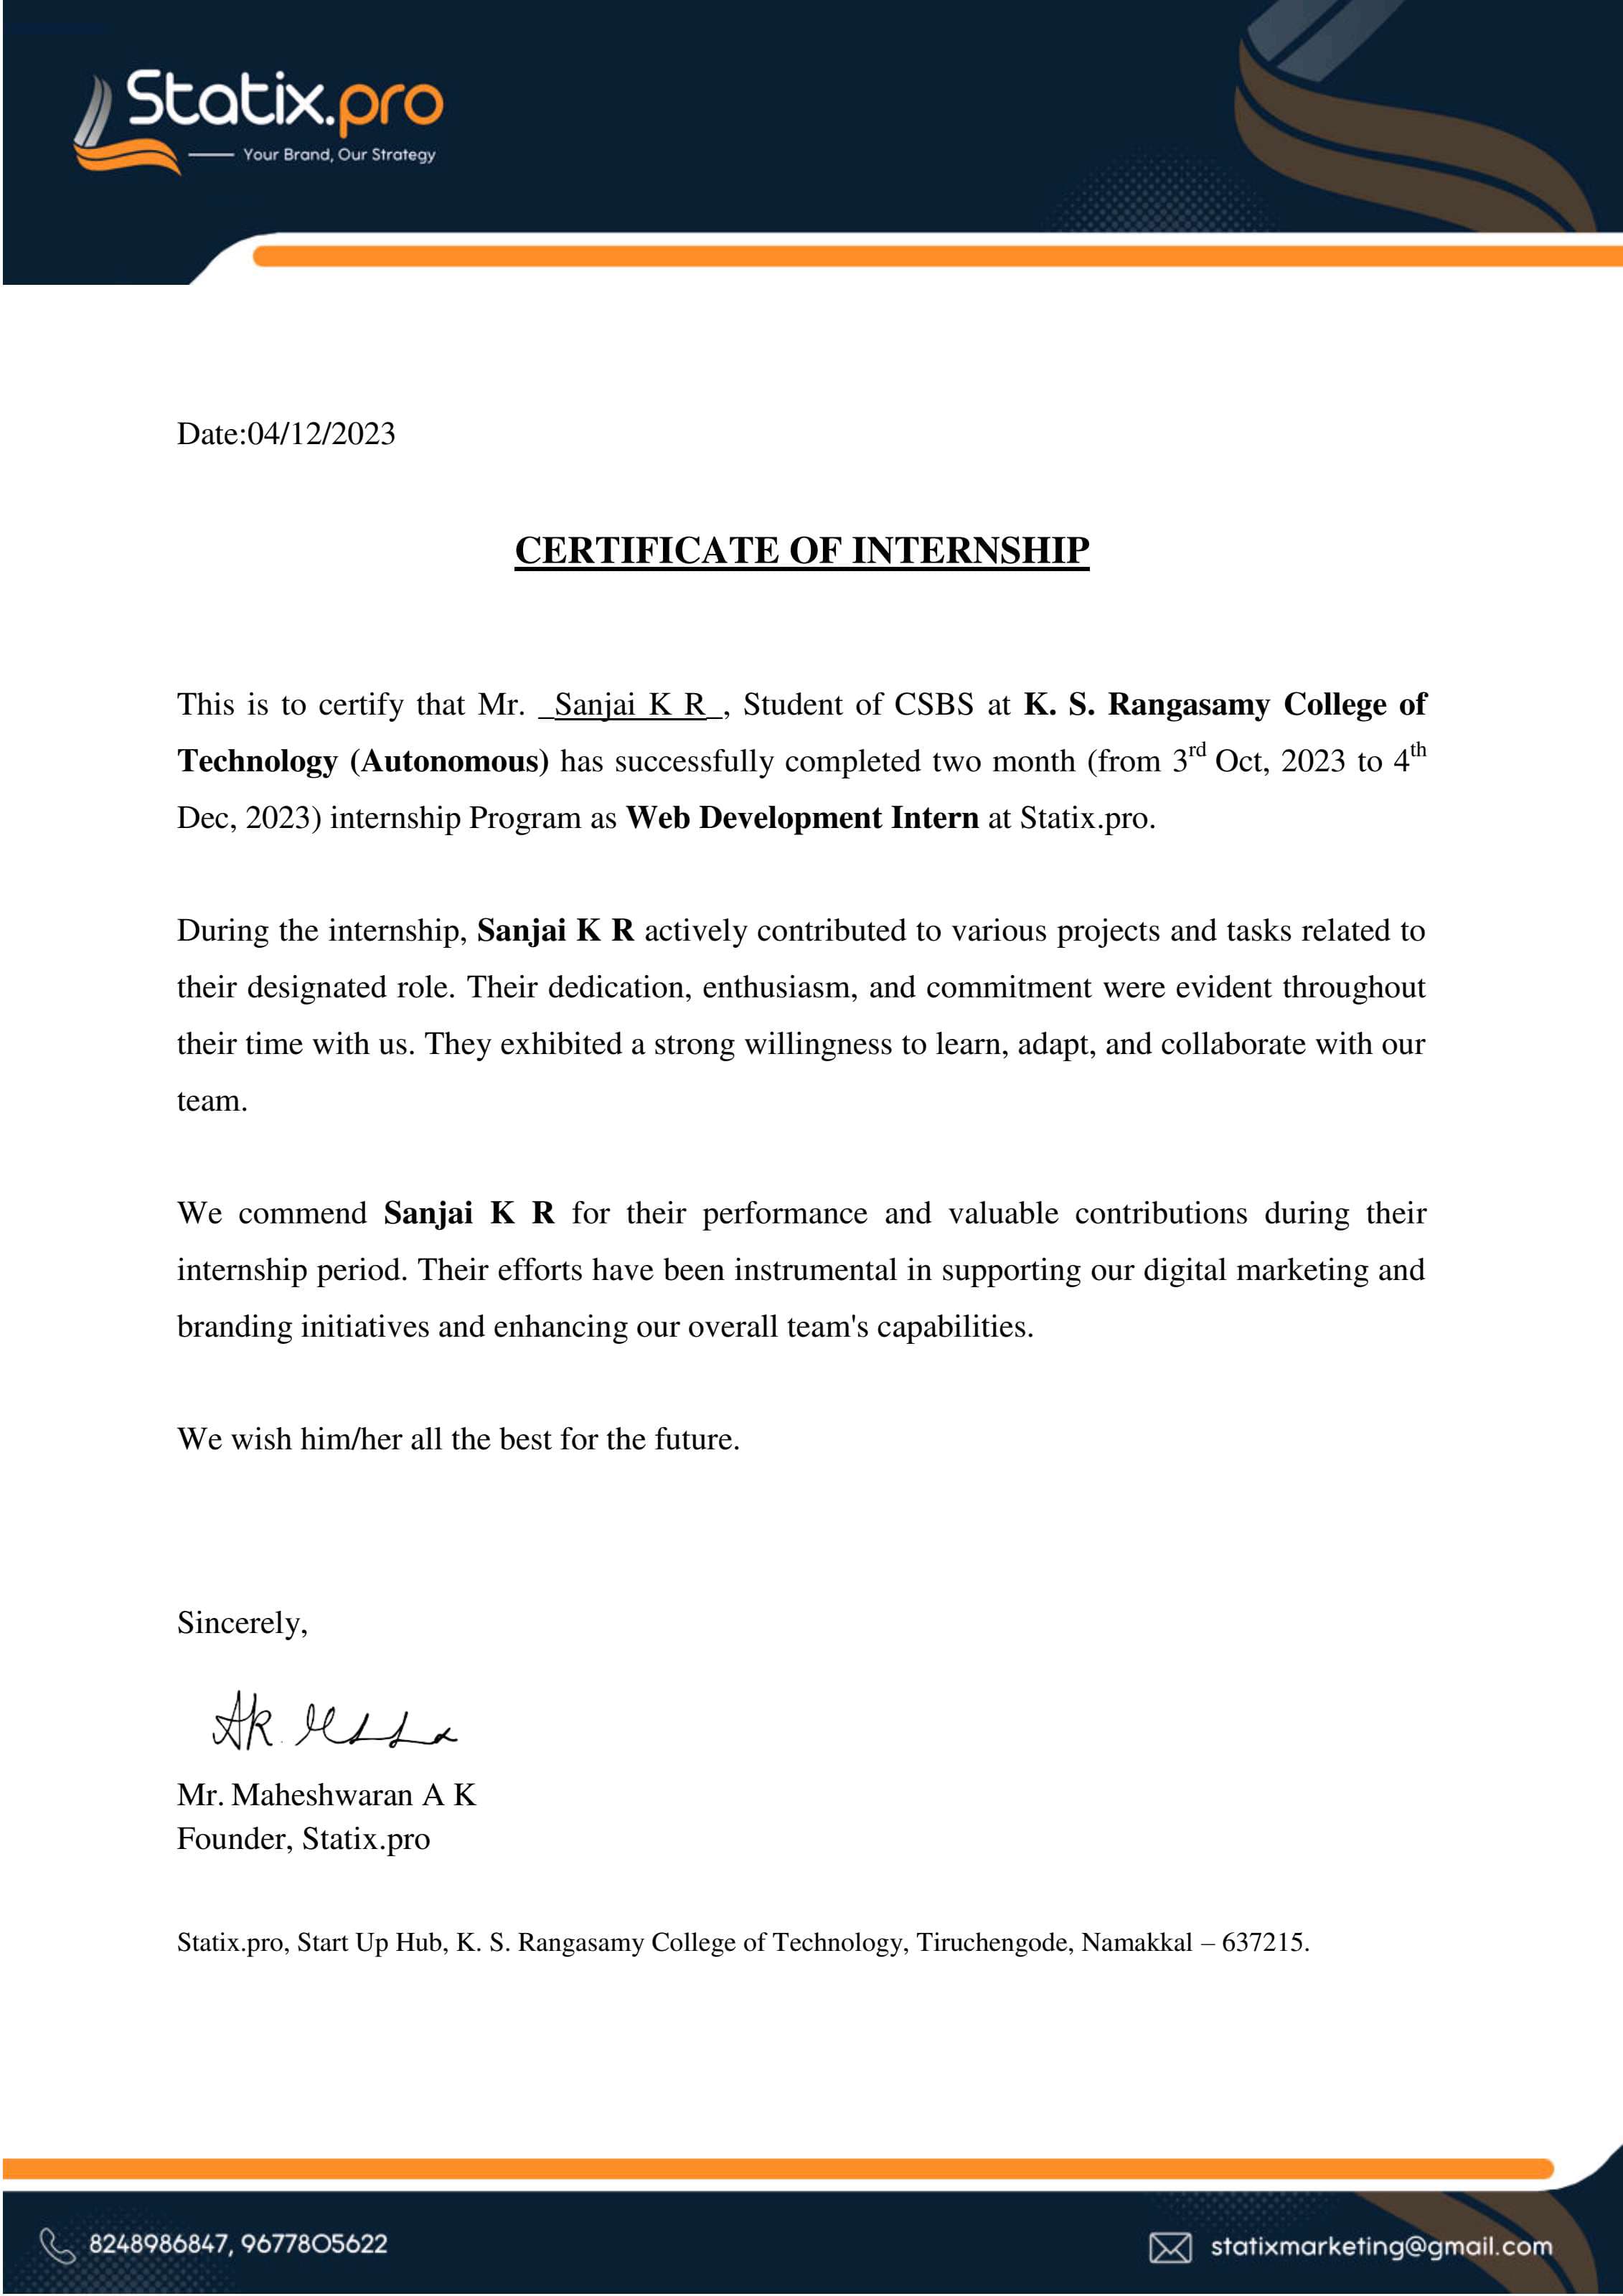 Statix.pro
Your Brand, Our Strategy
Date:04/12/2023
CERTIFICATE OF INTERNSHIP
This is to certify that Mr. _Sanjai K R_, Student of CSBS at K. S. Rangasamy College of
Technology (Autonomous) has successfully completed two month (from 3rd Oct, 2023 to 4th
Dec, 2023) internship Program as Web Development Intern at Statix.pro.
During the internship, Sanjai K R actively contributed to various projects and tasks related to
their designated role. Their dedication, enthusiasm, and commitment were evident throughout
their time with us. They exhibited a strong willingness to learn, adapt, and collaborate with our
team.
We commend Sanjai K R for their performance and valuable contributions during their
internship period. Their efforts have been instrumental in supporting our digital marketing and
branding initiatives and enhancing our overall team's capabilities.
We wish him/her all the best for the future.
Sincerely,
Mr. Maheshwaran A K
Founder, Statix.pro
Statix.pro, Start Up Hub, K. S. Rangasamy College of Technology, Tiruchengode, Namakkal – 637215.
8248986847, 9677805622
statixmarketing@gmail.com